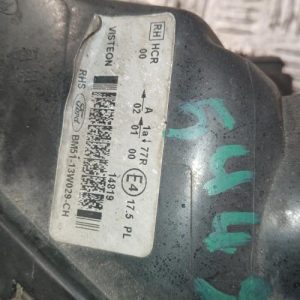 RH HCR
00
A 1a 77R
02 01 00
E4 17.5 PL
VISTEON
14819
RHS Ford BM51-13W029-CH
544